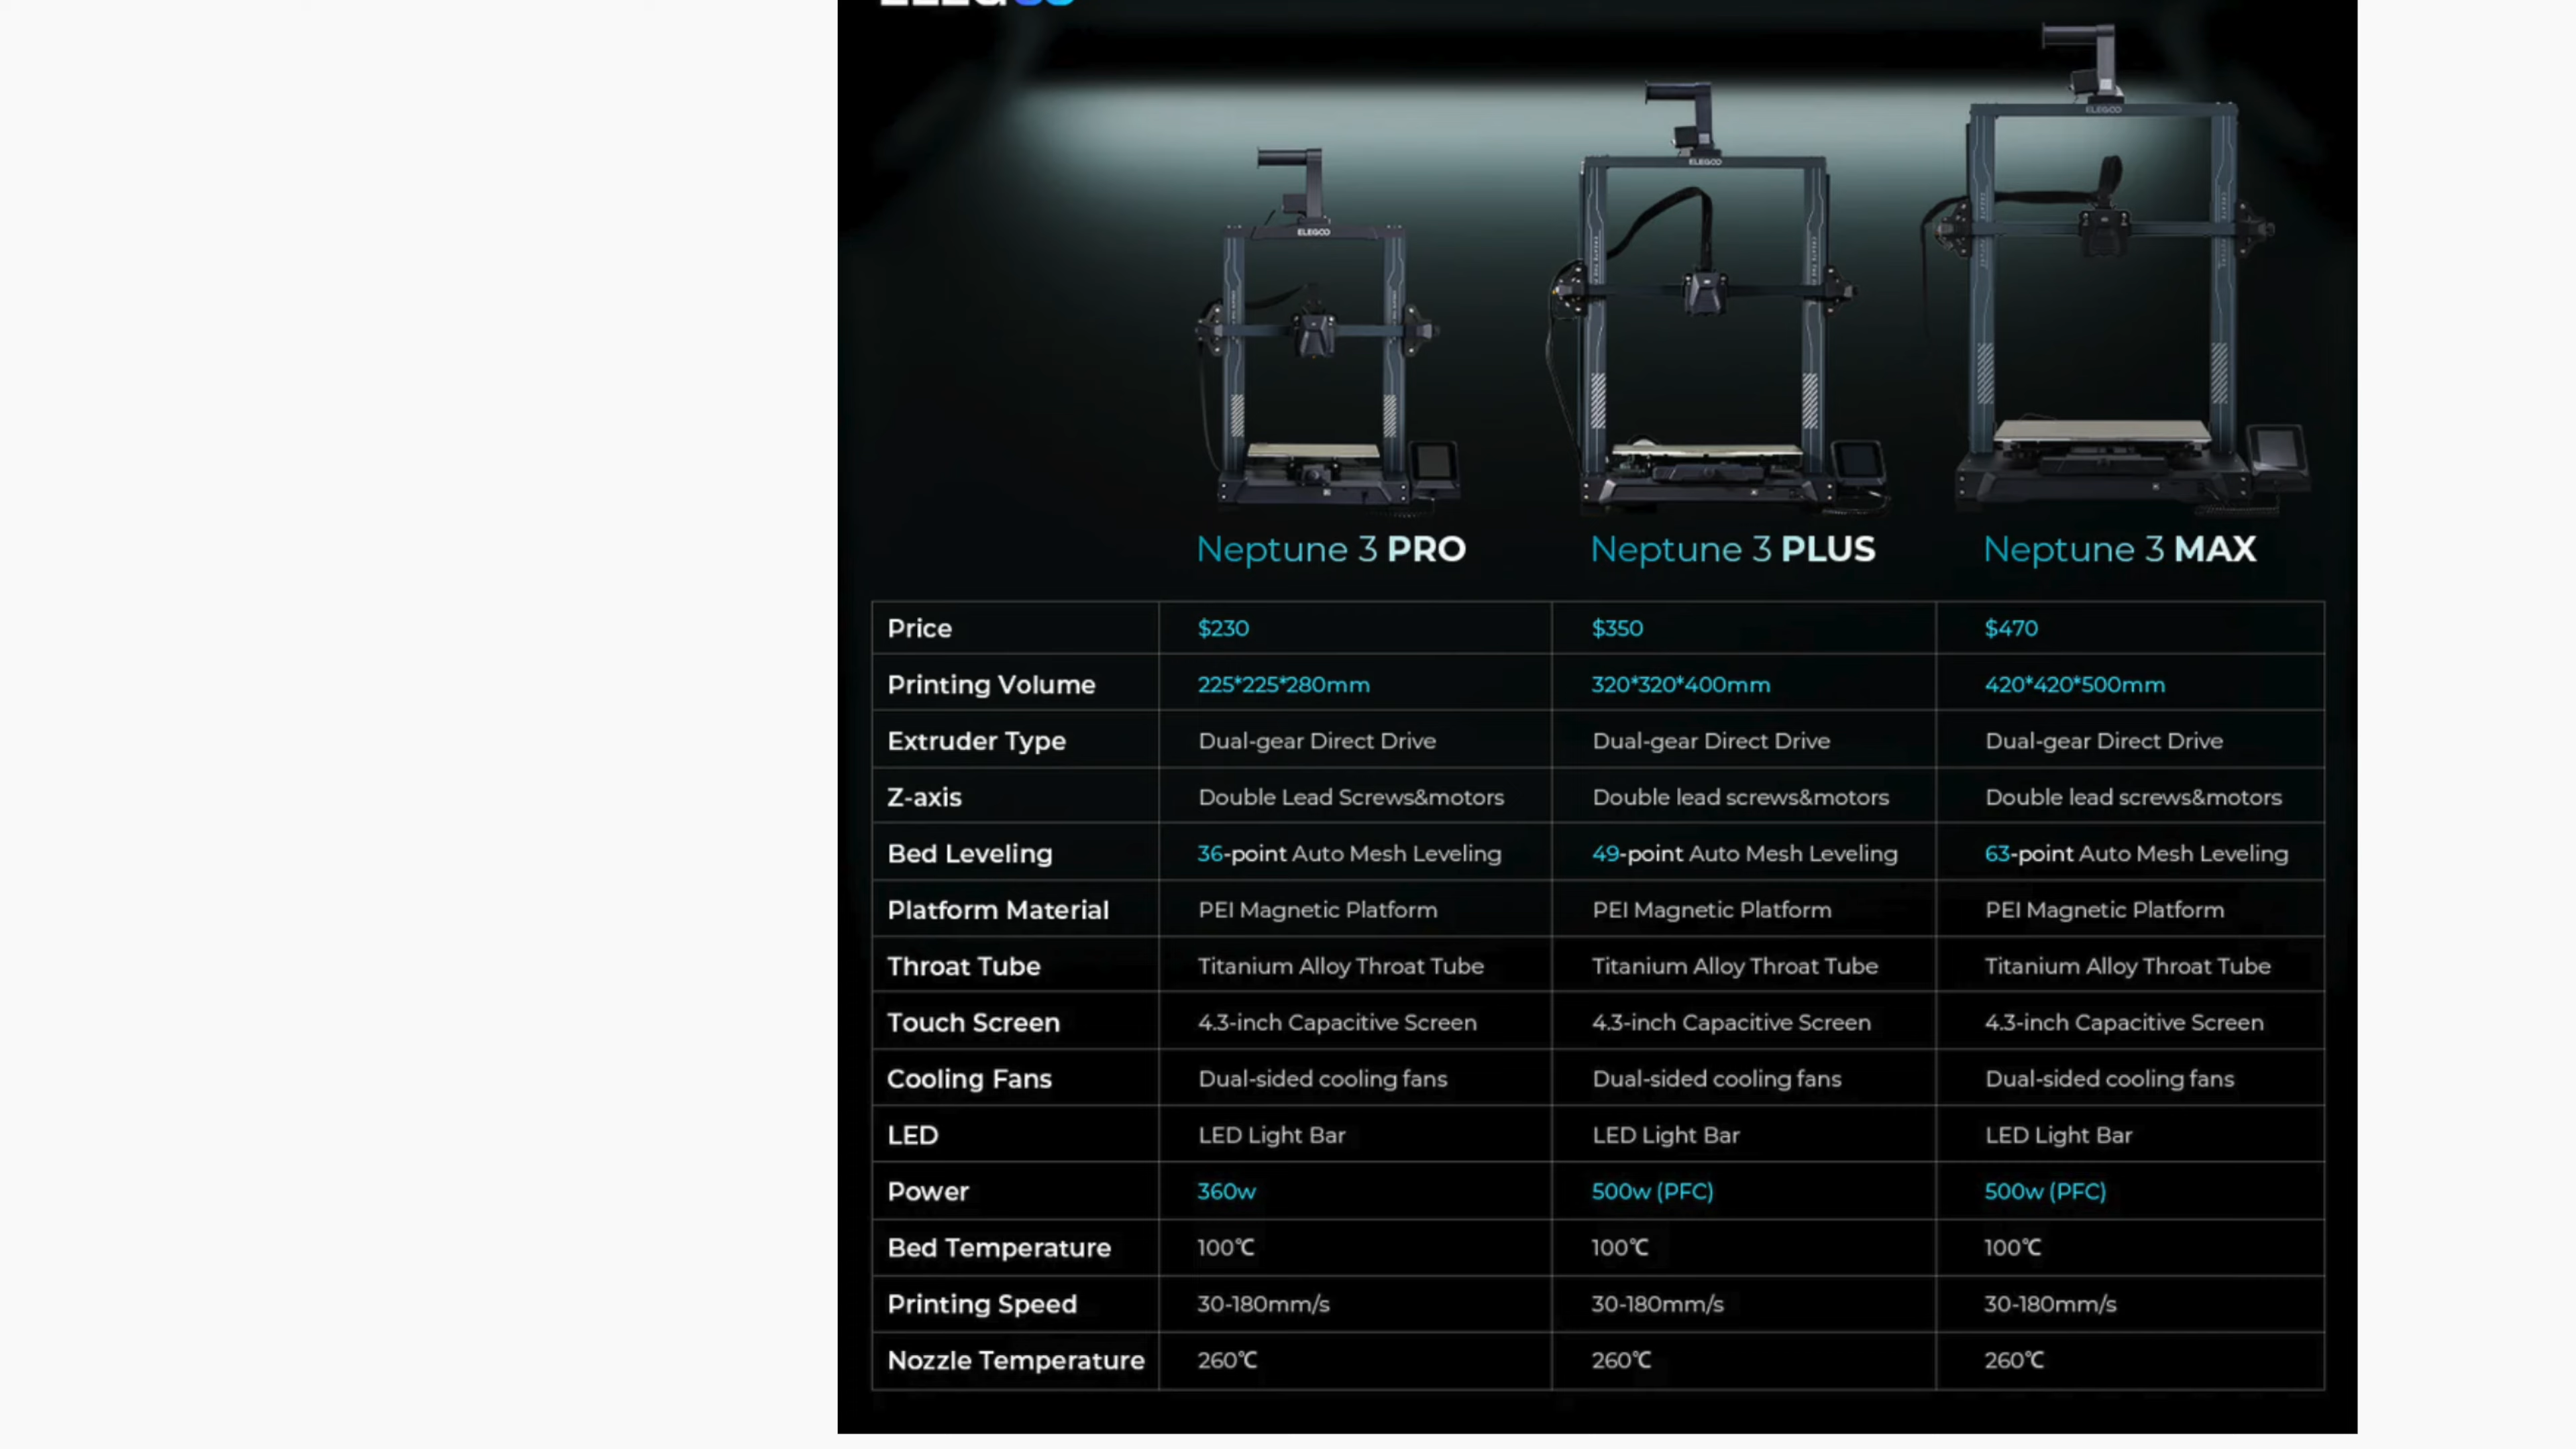 ELEGOO
ELEGOO
ELEGOO
ELEGOO
Neptune 3 PRO
Neptune 3 PLUS
Neptune 3 MAX
Price $230 $350 $470
Printing Volume 225*225*280mm 320*320*400mm 420*420*500mm
Extruder Type Dual-gear Direct Drive Dual-gear Direct Drive Dual-gear Direct Drive
Z-axis Double Lead Screws&motors Double lead screws&motors Double lead screws&motors
Bed Leveling 36-point Auto Mesh Leveling 49-point Auto Mesh Leveling 63-point Auto Mesh Leveling
Platform Material PEI Magnetic Platform PEI Magnetic Platform PEI Magnetic Platform
Throat Tube Titanium Alloy Throat Tube Titanium Alloy Throat Tube Titanium Alloy Throat Tube
Touch Screen 4.3-inch Capacitive Screen 4.3-inch Capacitive Screen 4.3-inch Capacitive Screen
Cooling Fans Dual-sided cooling fans Dual-sided cooling fans Dual-sided cooling fans
LED LED Light Bar LED Light Bar LED Light Bar
Power 360w 500w (PFC) 500w (PFC)
Bed Temperature 100℃ 100℃ 100℃
Printing Speed 30-180mm/s 30-180mm/s 30-180mm/s
Nozzle Temperature 260℃ 260℃ 260℃